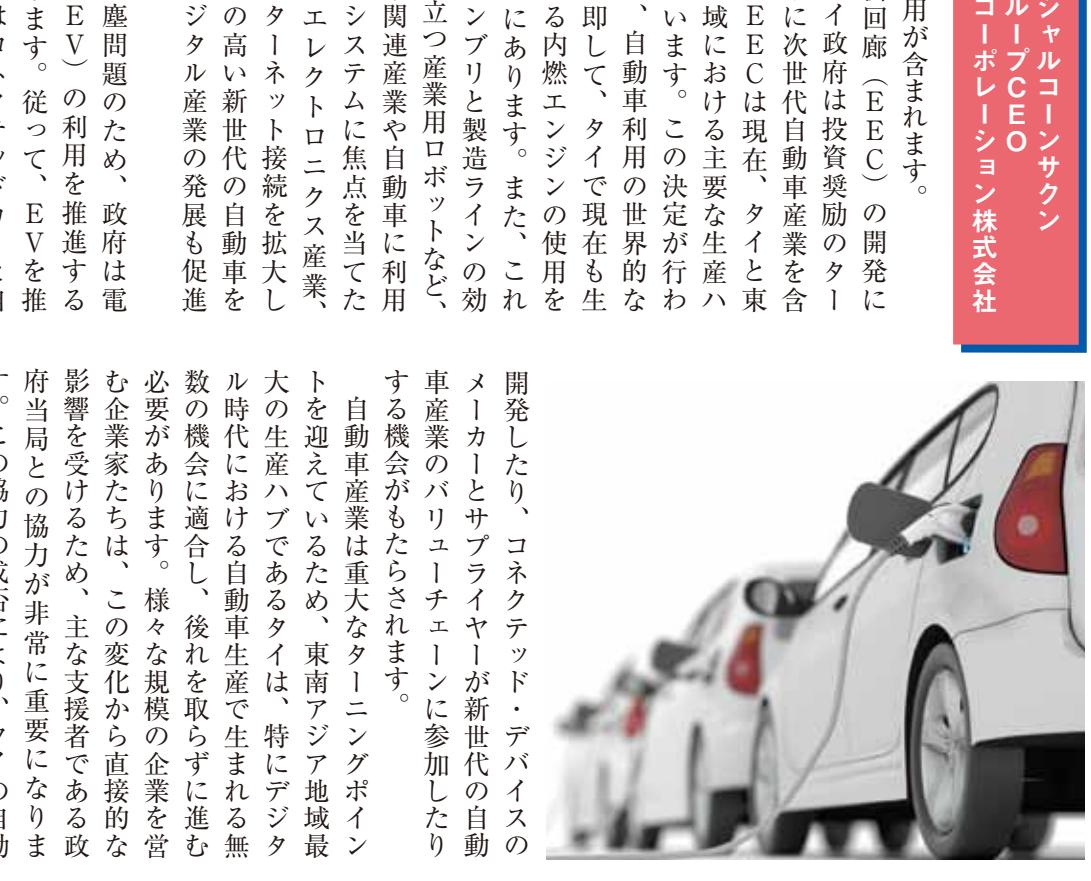 シャルコーンサクン
ループCEO
コーポレーション株式会社
用が含まれます。
回廊（EEC）の開発に
イ政府は投資奨励のター
に次世代自動車産業を含
EECは現在、タイと東
域における主要な生産ハ
います。この決定が行わ
、自動車利用の世界的な
即して、タイで現在も生
る内燃エンジンの使用を
にあります。また、これ
ンブリと製造ラインの効
立つ産業用ロボットなど、
関連産業や自動車に利用
システムに焦点を当てた
エレクトロニクス産業、
ターネット接続を拡大し
の高い新世代の自動車を
ジタル産業の発展も促進
塵問題のため、政府は電
EV）の利用を推進する
ます。従って、EVを推
開発したり、コネクテッド・デバイスの
メーカーとサプライヤーが新世代の自動
車産業のバリューチェーンに参加したり
する機会がもたらされます。
自動車産業は重大なターニングポイン
トを迎えているため、東南アジア地域最
大の生産ハブであるタイは、特にデジタ
ル時代における自動車生産で生まれる無
数の機会に適合し、後れを取らずに進む
必要があります。様々な規模の企業を営
む企業家たちは、この変化から直接的な
影響を受けるため、主な支援者である政
府当局との協力が非常に重要になりま
す。この協力の成否により、タイの自動